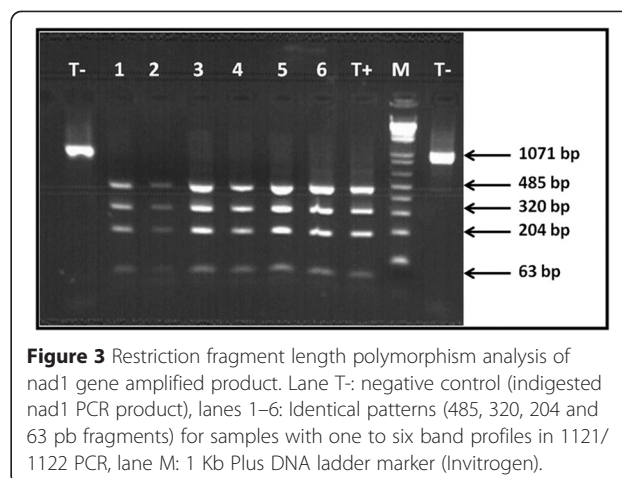 T- 1 2 3 4 5 6 T+ M T-
1071 bp
485 bp
320 bp
204 bp
63 bp
Figure 3 Restriction fragment length polymorphism analysis of
nad1 gene amplified product. Lane T-: negative control (indigested
nad1 PCR product), lanes 1–6: Identical patterns (485, 320, 204 and
63 pb fragments) for samples with one to six band profiles in 1121/
1122 PCR, lane M: 1 Kb Plus DNA ladder marker (Invitrogen).